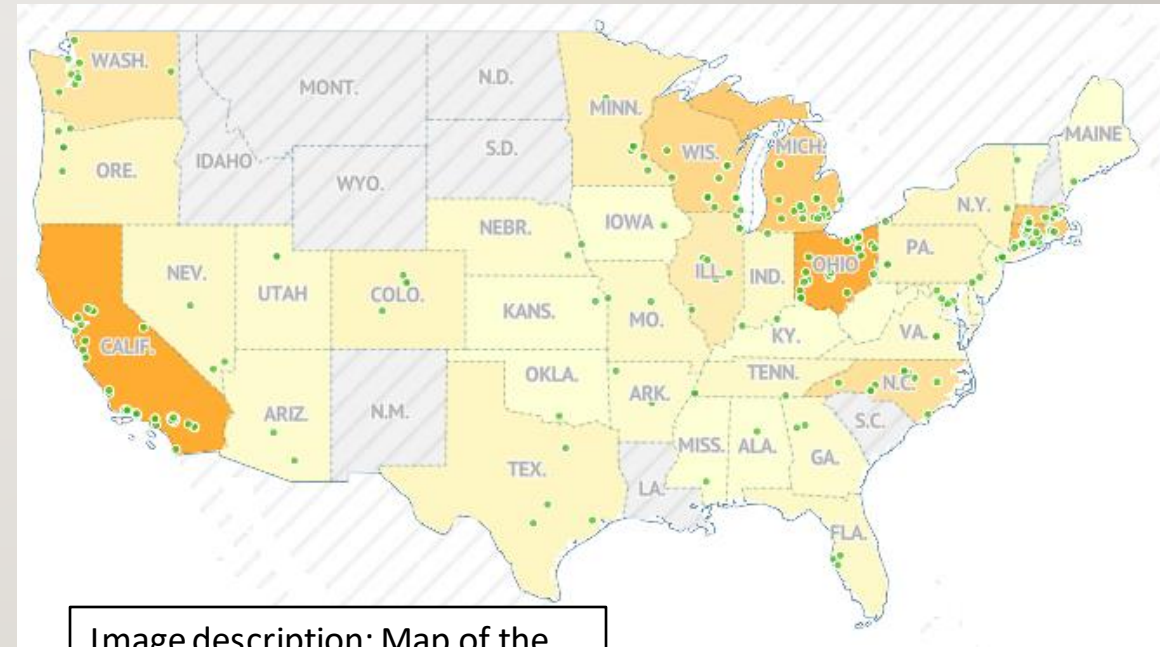 WASH.
MONT.
N.D.
MINN.
MAINE
ORE.
IDAHO
S.D.
WIS.
MICH.
WYO.
N.Y.
NEBR.
IOWA
PA.
NEV.
UTAH
COLO.
ILL.
IND.
OHIO
KANS.
MO.
KY.
VA.
CALIF.
OKLA.
TENN.
N.C.
ARIZ.
N.M.
ARK.
S.C.
MISS.
ALA.
GA.
TEX.
LA.
FLA.
Image description: Map of the